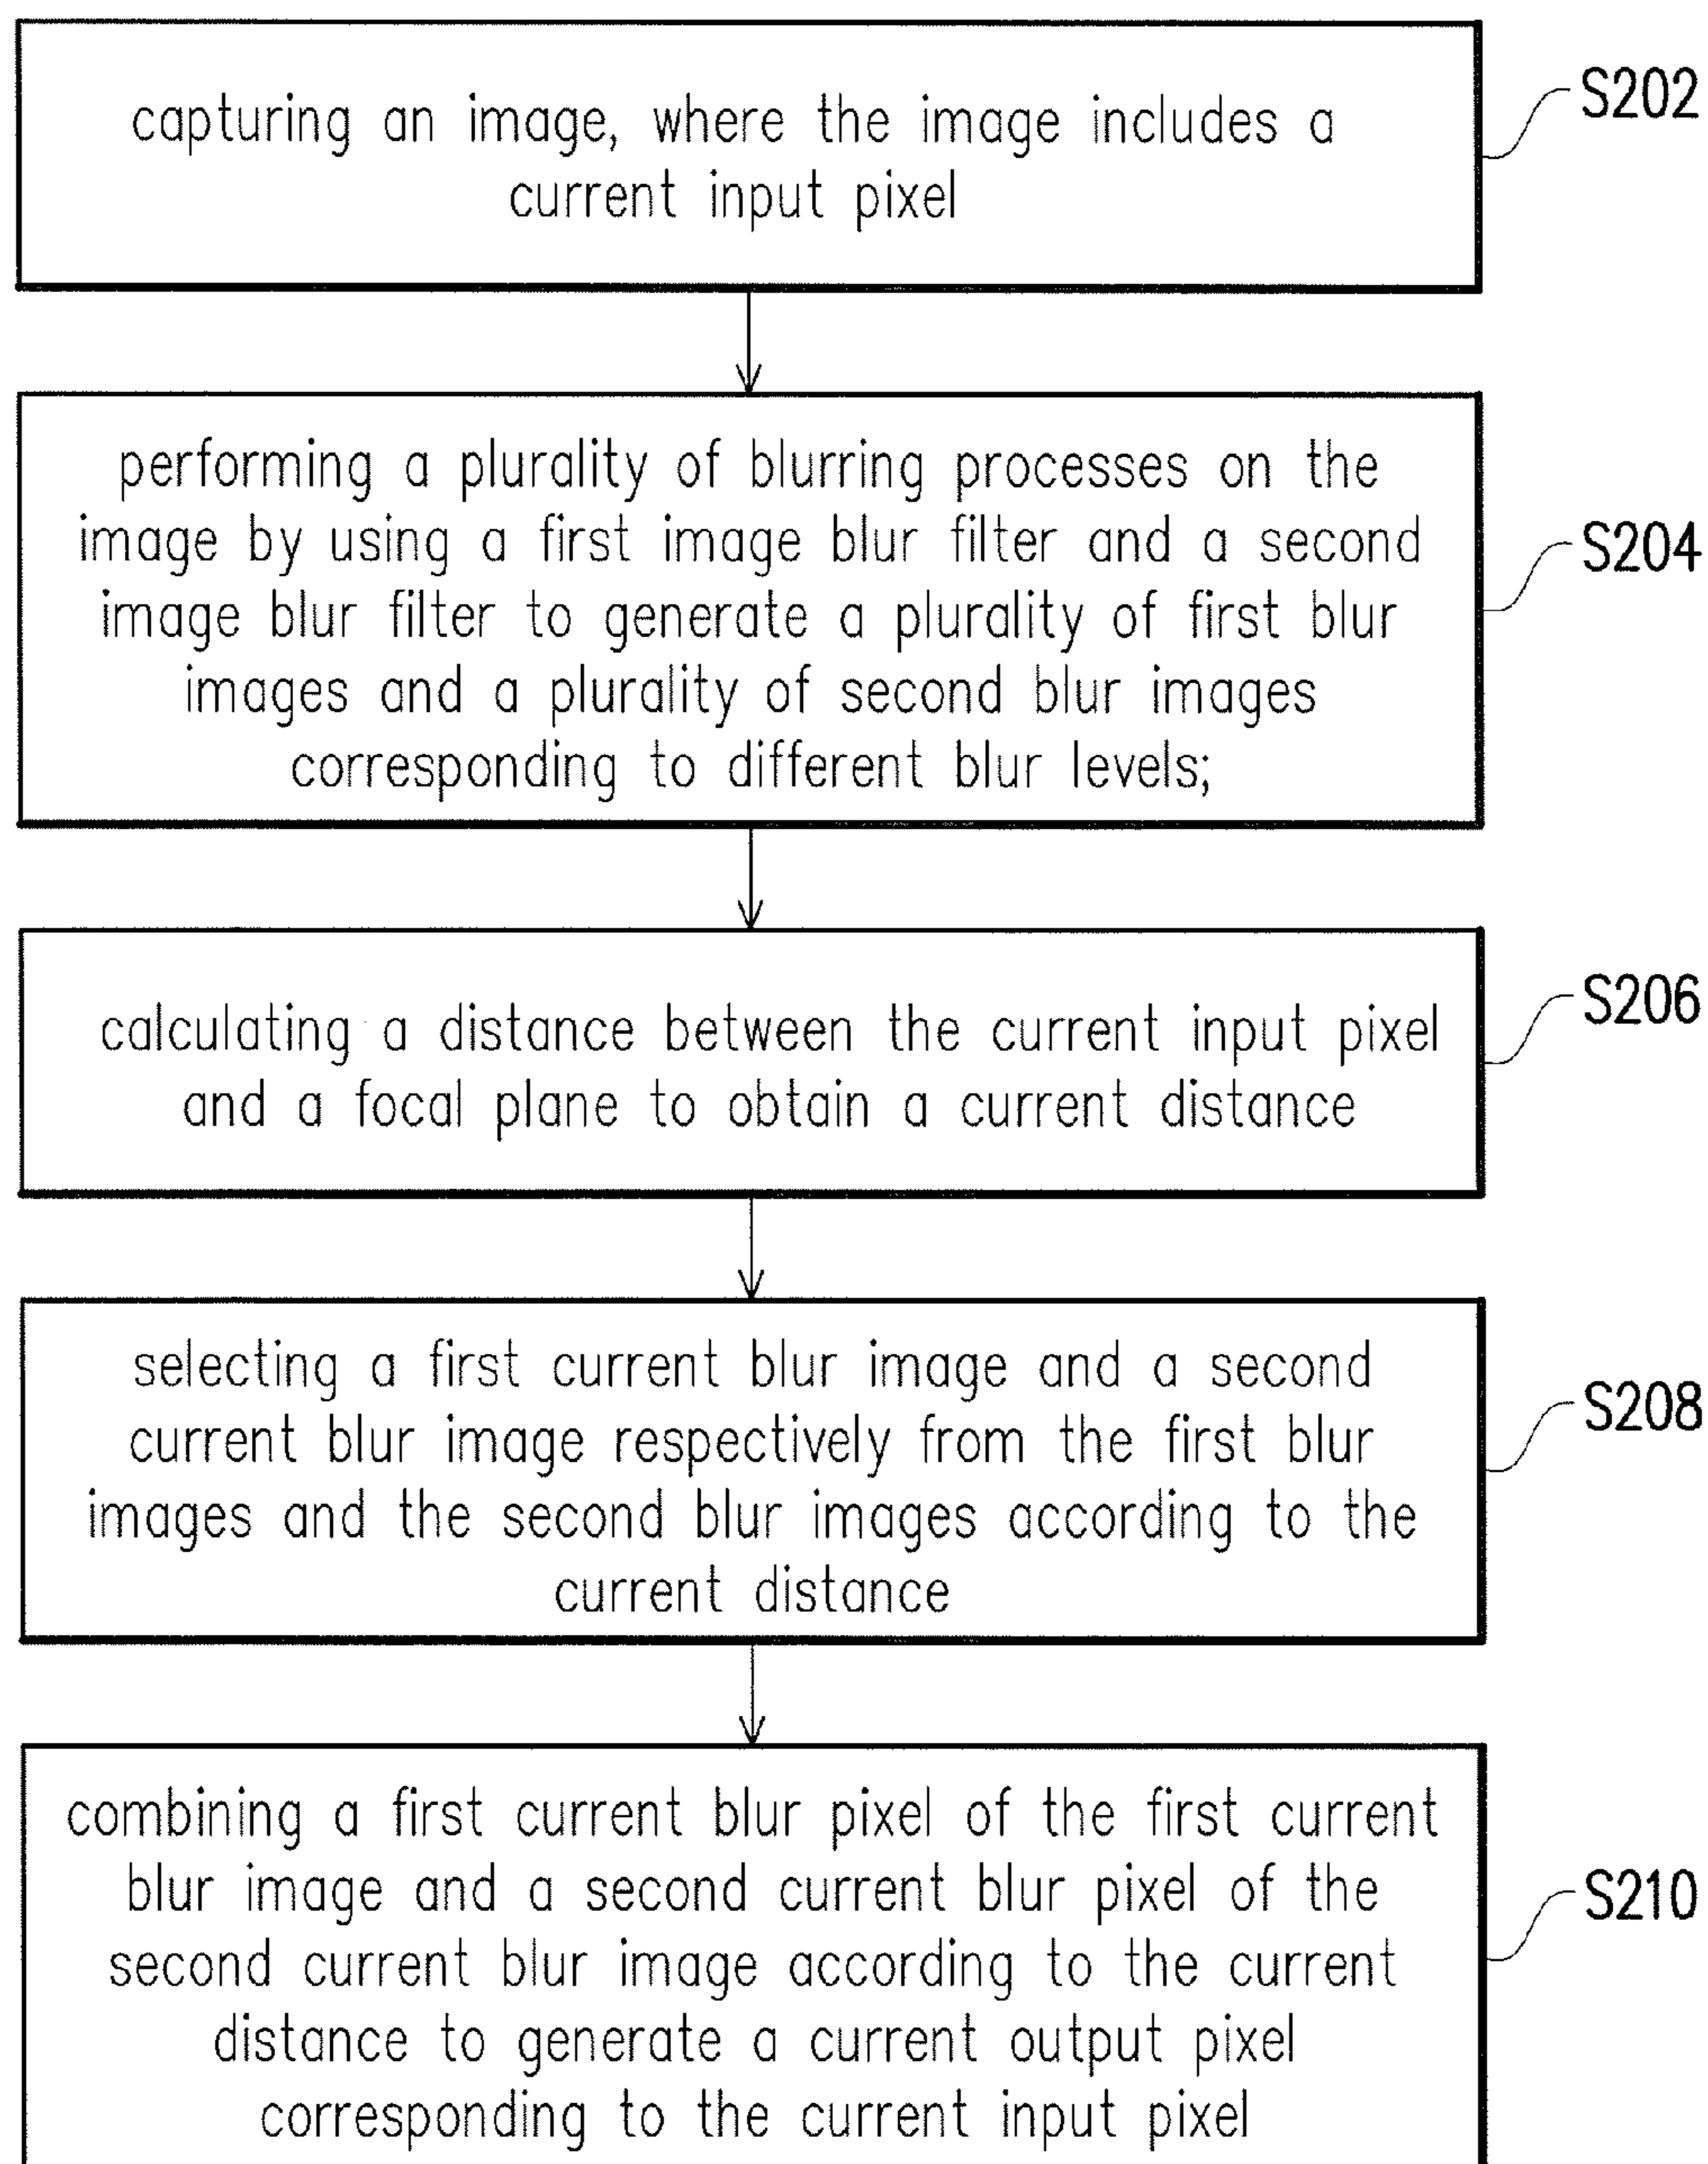 capturing an image, where the image includes a
current input pixel
S202
performing a plurality of blurring processes on the
image by using a first image blur filter and a second
image blur filter to generate a plurality of first blur
images and a plurality of second blur images
corresponding to different blur levels;
S204
calculating a distance between the current input pixel
and a focal plane to obtain a current distance
S206
selecting a first current blur image and a second
current blur image respectively from the first blur
images and the second blur images according to the
current distance
S208
combining a first current blur pixel of the first current
blur image and a second current blur pixel of the
second current blur image according to the current
distance to generate a current output pixel
corresponding to the current input pixel
S210